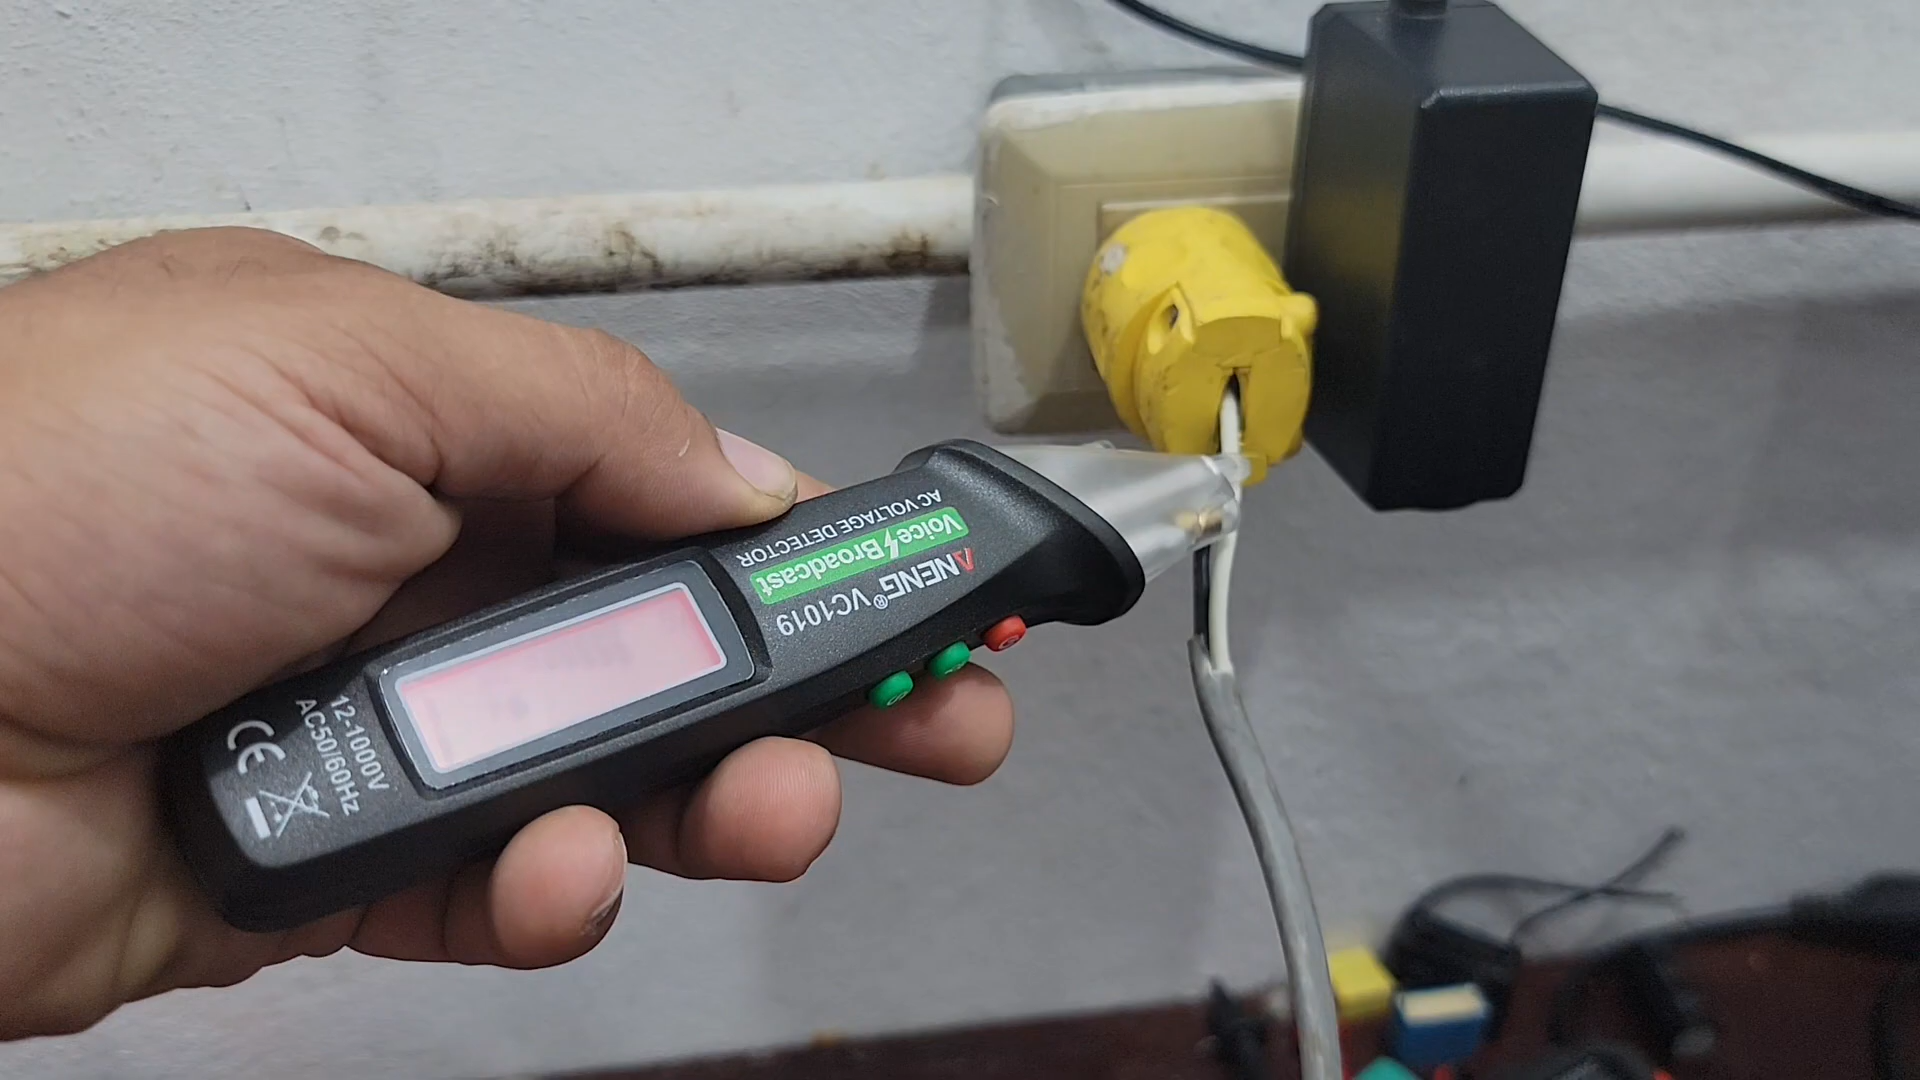 ANENG® VC1019
Voice Broadcast
AC VOLTAGE DETECTOR
12-1000V
AC50/60Hz
CE